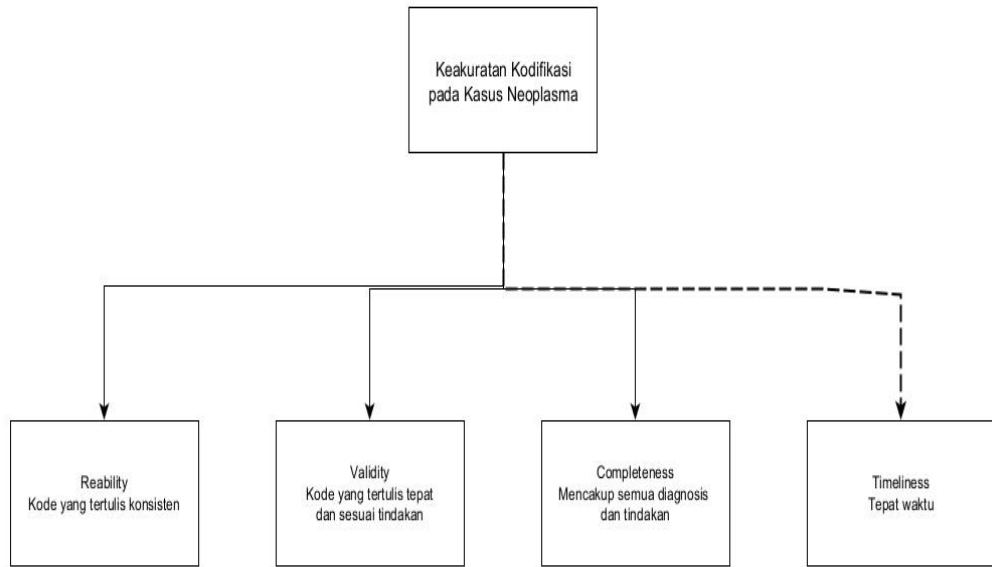 Keakuratan Kodifikasi
pada Kasus Neoplasma
Reability
Kode yang tertulis konsisten
Validity
Kode yang tertulis tepat
dan sesuai tindakan
Completeness
Mencakup semua diagnosis
dan tindakan
Timeliness
Tepat waktu